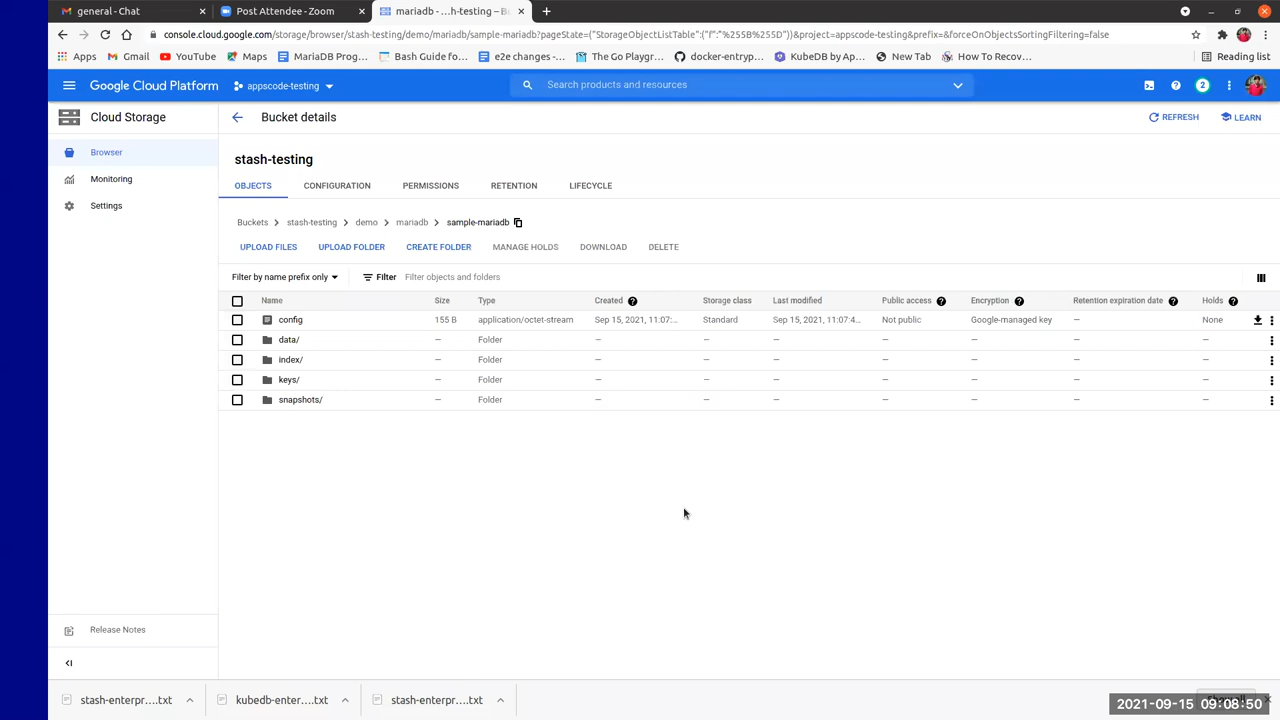 general - Chat
Post Attendee - Zoom
mariadb - ...h-testing – B
console.cloud.google.com/storage/browser/stash-testing/demo/mariadb/sample-mariadb?pageState=("StorageObjectListTable":("f":"%255B%255D"))&project=appscode-testing&prefix=&forceOnObjectsSortingFiltering=false
Apps
Gmail
YouTube
Maps
MariaDB Prog...
Bash Guide fo...
e2e changes -...
The Go Playgr...
docker-entryp...
KubeDB by Ap...
New Tab
How To Recov...
Reading list
Google Cloud Platform
appscode-testing
Search products and resources
2
Cloud Storage
Bucket details
REFRESH
LEARN
Browser
Monitoring
Settings
stash-testing
OBJECTS
CONFIGURATION
PERMISSIONS
RETENTION
LIFECYCLE
Buckets
stash-testing
demo
mariadb
sample-mariadb
UPLOAD FILES
UPLOAD FOLDER
CREATE FOLDER
MANAGE HOLDS
DOWNLOAD
DELETE
Filter by name prefix only
Filter
Filter objects and folders
Name Size Type Created Storage class Last modified Public access Encryption Retention expiration date Holds
config 155 B application/octet-stream Sep 15, 2021, 11:07:... Standard Sep 15, 2021, 11:07:4... Not public Google-managed key — None
data/ — Folder — — — — — — —
index/ — Folder — — — — — — —
keys/ — Folder — — — — — — —
snapshots/ — Folder — — — — — — —
Release Notes
stash-enterpr....txt
kubedb-enter....txt
stash-enterpr....txt
2021-09-15 09:08:50